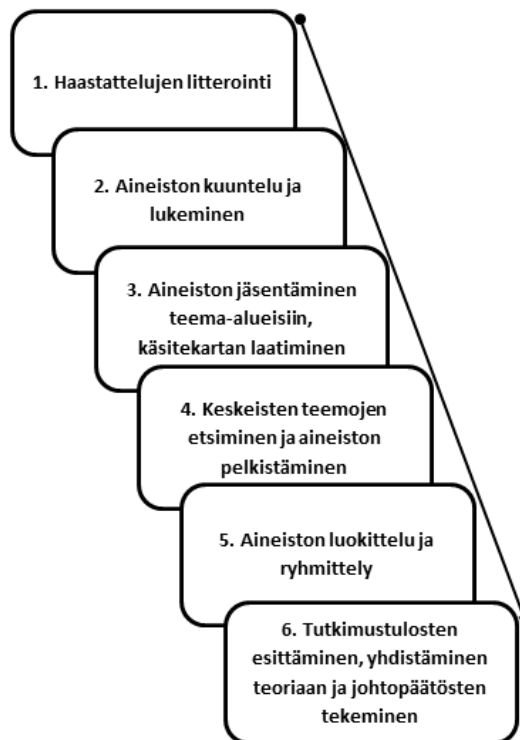 1. Haastattelujen litterointi
2. Aineiston kuuntelu ja
lukeminen
3. Aineiston jäsentäminen
teema-alueisiin,
käsitekartan laatiminen
4. Keskeisten teemojen
etsiminen ja aineiston
pelkistäminen
5. Aineiston luokittelu ja
ryhmittely
6. Tutkimustulosten
esittäminen, yhdistäminen
teoriaan ja johtopäätösten
tekeminen